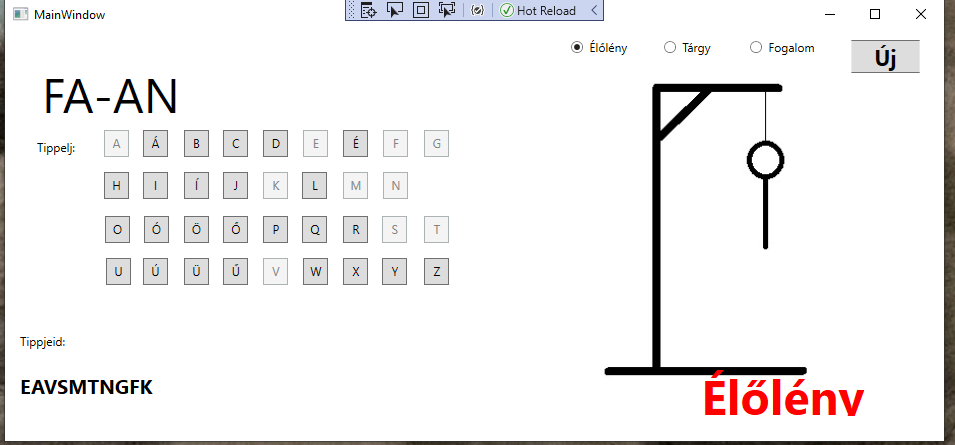 MainWindow
Hot Reload
Élőlény Tárgy Fogalom Új
FA-AN
Tippelj:
A Á B C D E É F G
H I Í J K L M N
O Ó Ö Ő P Q R S T
U Ú Ü Ű V W X Y Z
Tippjeid:
EAVSMTNGFK
Élőlény